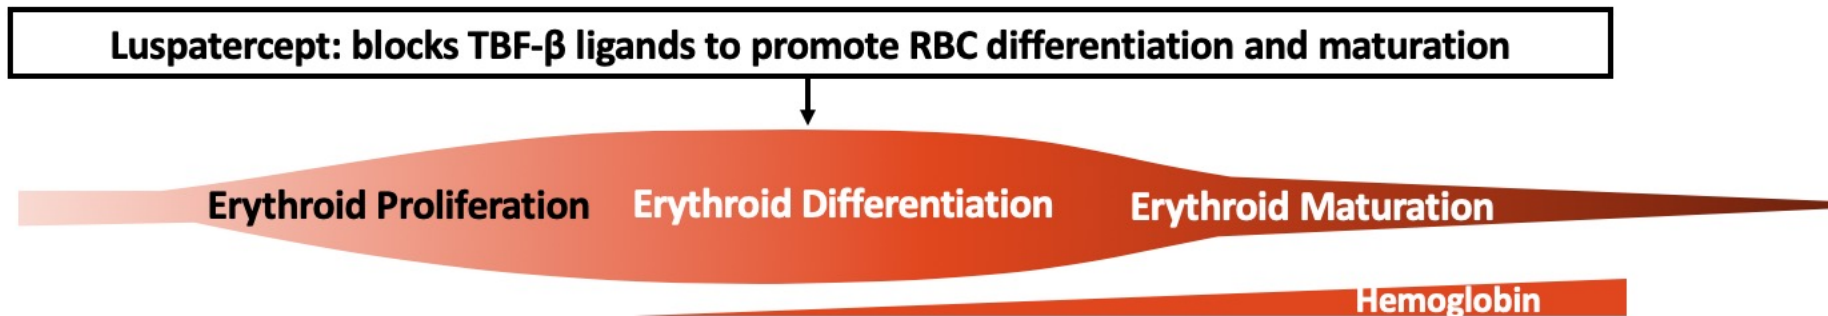 Luspatercept: blocks TBF-β ligands to promote RBC differentiation and maturation
Erythroid Proliferation
Erythroid Differentiation
Erythroid Maturation
Hemoglobin